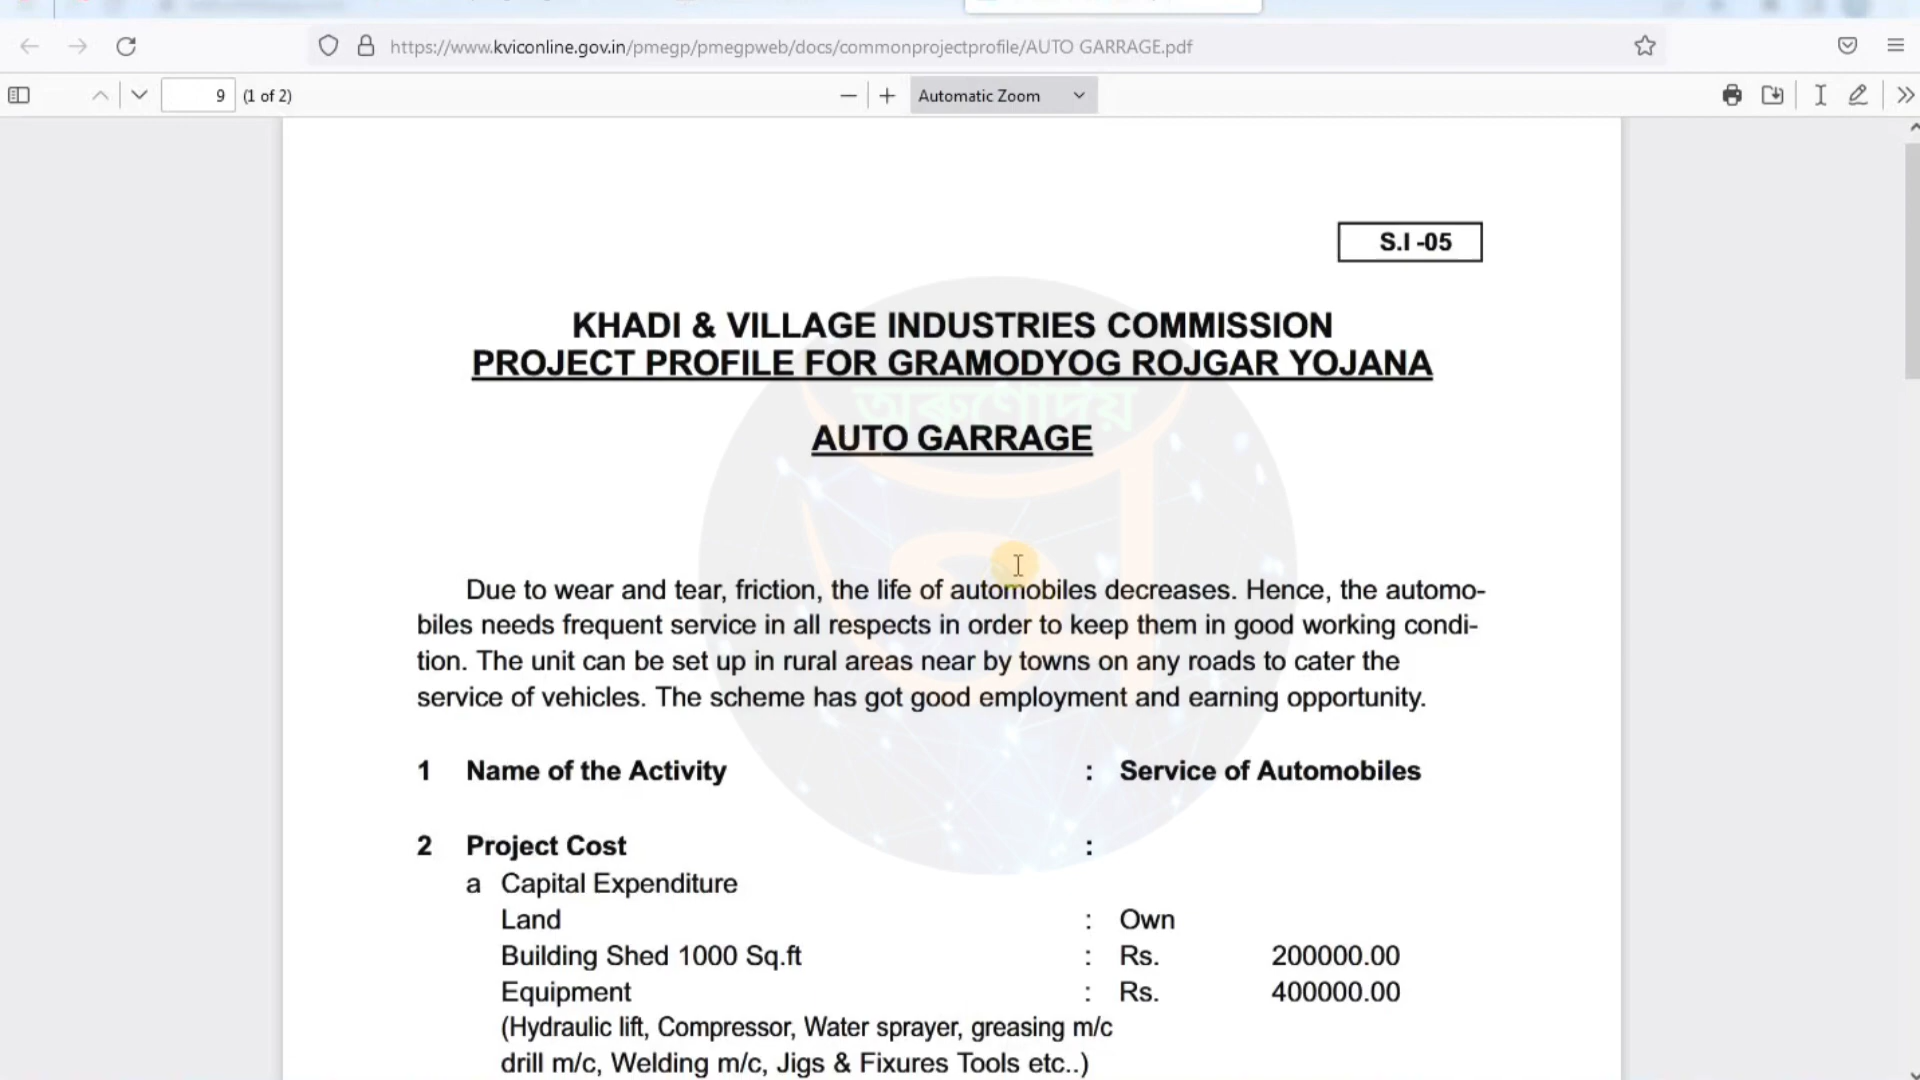 https://www.kviconline.gov.in/pmegp/pmegpweb/docs/commonprojectprofile/AUTO GARRAGE.pdf
9 (1 of 2)
Automatic Zoom
S.I -05
KHADI & VILLAGE INDUSTRIES COMMISSION
PROJECT PROFILE FOR GRAMODYOG ROJGAR YOJANA
অৰুণোদয়
AUTO GARRAGE
Due to wear and tear, friction, the life of automobiles decreases. Hence, the automo-
biles needs frequent service in all respects in order to keep them in good working condi-
tion. The unit can be set up in rural areas near by towns on any roads to cater the
service of vehicles. The scheme has got good employment and earning opportunity.
1 Name of the Activity : Service of Automobiles
2 Project Cost :
a Capital Expenditure
Land : Own
Building Shed 1000 Sq.ft : Rs. 200000.00
Equipment : Rs. 400000.00
(Hydraulic lift, Compressor, Water sprayer, greasing m/c
drill m/c, Welding m/c, Jigs & Fixures Tools etc..)